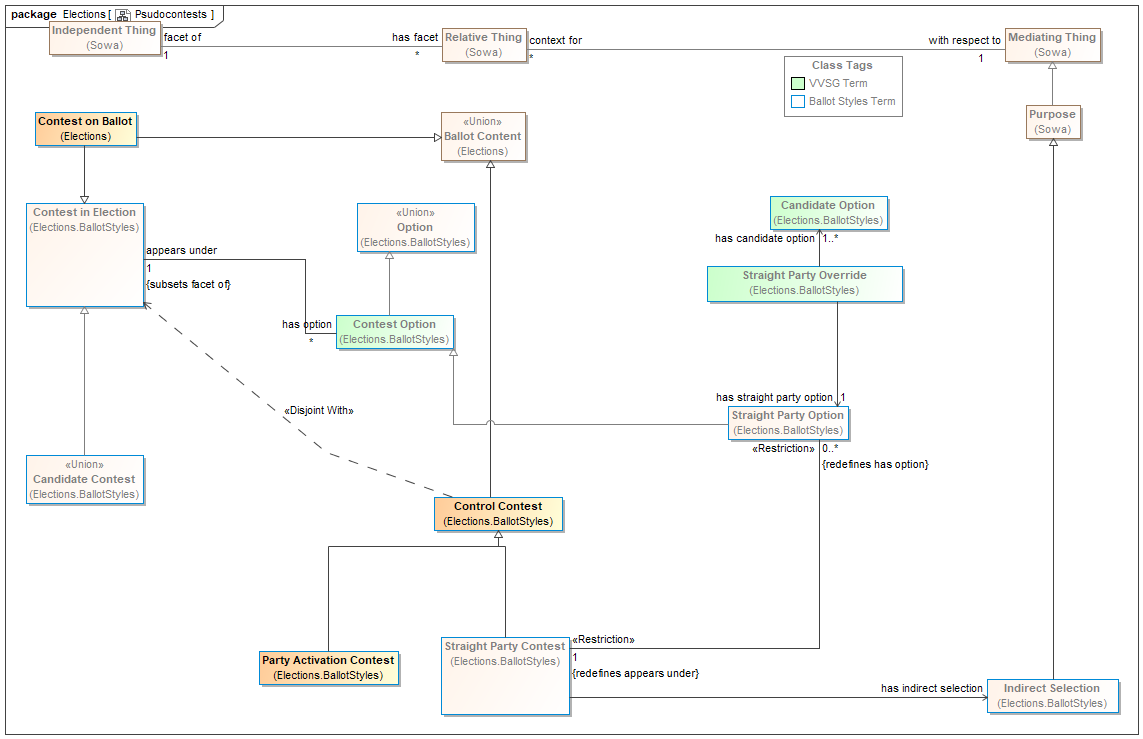 package Elections [ Psudocontests ]
Independent Thing
(Sowa)
facet of
1
has facet
*
Relative Thing
(Sowa)
context for
*
with respect to
1
Mediating Thing
(Sowa)
Class Tags
VVSG Term
Ballot Styles Term
Purpose
(Sowa)
Contest on Ballot
(Elections)
«Union»
Ballot Content
(Elections)
Contest in Election
(Elections.BallotStyles)
appears under
1
{subsets facet of}
«Union»
Option
(Elections.BallotStyles)
Candidate Option
(Elections.BallotStyles)
has candidate option
1..*
Straight Party Override
(Elections.BallotStyles)
has option
*
Contest Option
(Elections.BallotStyles)
«Disjoint With»
has straight party option
1
Straight Party Option
(Elections.BallotStyles)
«Restriction»
0..*
{redefines has option}
«Union»
Candidate Contest
(Elections.BallotStyles)
Control Contest
(Elections.BallotStyles)
Party Activation Contest
(Elections.BallotStyles)
Straight Party Contest
(Elections.BallotStyles)
«Restriction»
1
{redefines appears under}
has indirect selection
Indirect Selection
(Elections.BallotStyles)